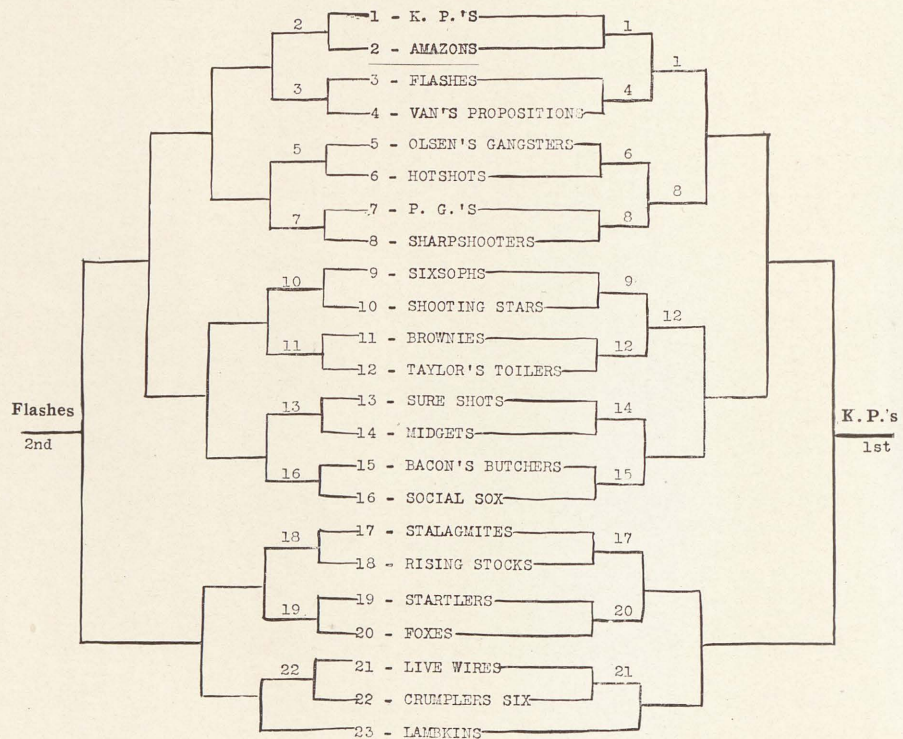 1 - K. P.'S
2 1
2 - AMAZONS
1
3 - FLASHES
3 4
4 - VAN'S PROPOSITIONS
5 - OLSEN'S GANGSTERS
5 6
6 - HOTSHOTS
8
7 - P. G.'S
7 8
8 - SHARPSHOOTERS
9 - SIXSOPHS
10 9
10 - SHOOTING STARS
12
11 - BROWNIES
11 12
12 - TAYLOR'S TOILERS
13 - SURE SHOTS
13 14
Flashes K.P.'s
14 - MIDGETS
2nd 1st
15 - BACON'S BUTCHERS
16 15
16 - SOCIAL SOX
17 - STALAGMITES
18 17
18 - RISING STOCKS
19 - STARTLERS
19 20
20 - FOXES
21 - LIVE WIRES
22 21
22 - CRUMPLERS SIX
23 - LAMBKINS